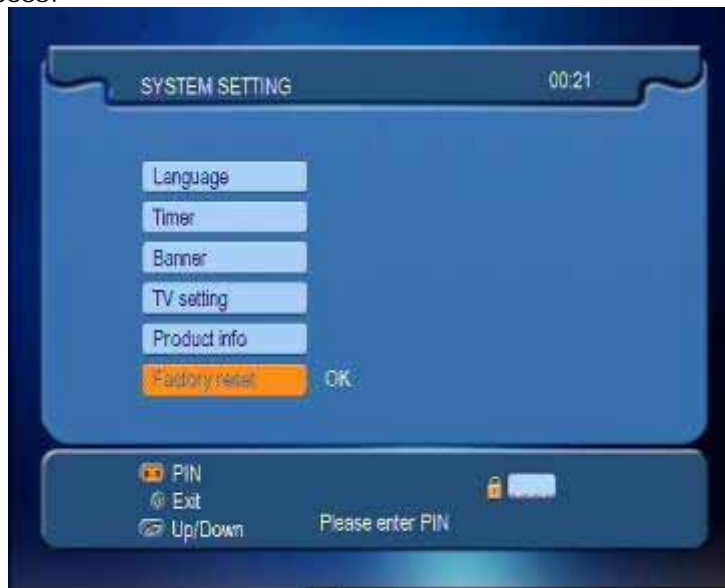 SYSTEM SETTING 00:21
Language
Timer
Banner
TV setting
Product info
Factory reset OK
PIN
Exit
Up/Down Please enter PIN